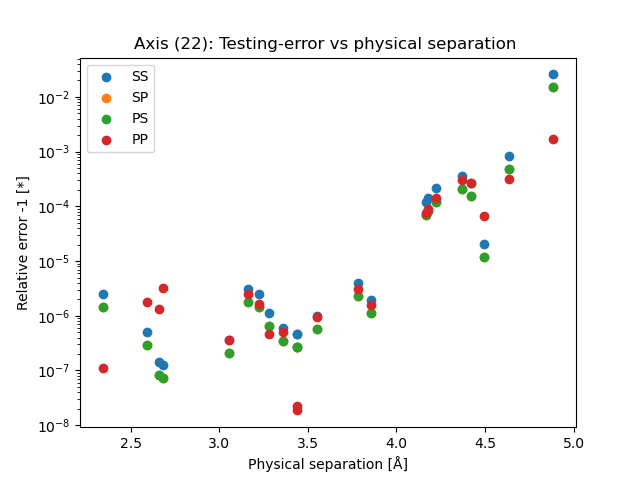 Axis (22): Testing-error vs physical separation
SS
SP
PS
PP
Relative error -1 [*]
10⁻²
10⁻³
10⁻⁴
10⁻⁵
10⁻⁶
10⁻⁷
10⁻⁸
2.5 3.0 3.5 4.0 4.5 5.0
Physical separation [Å]